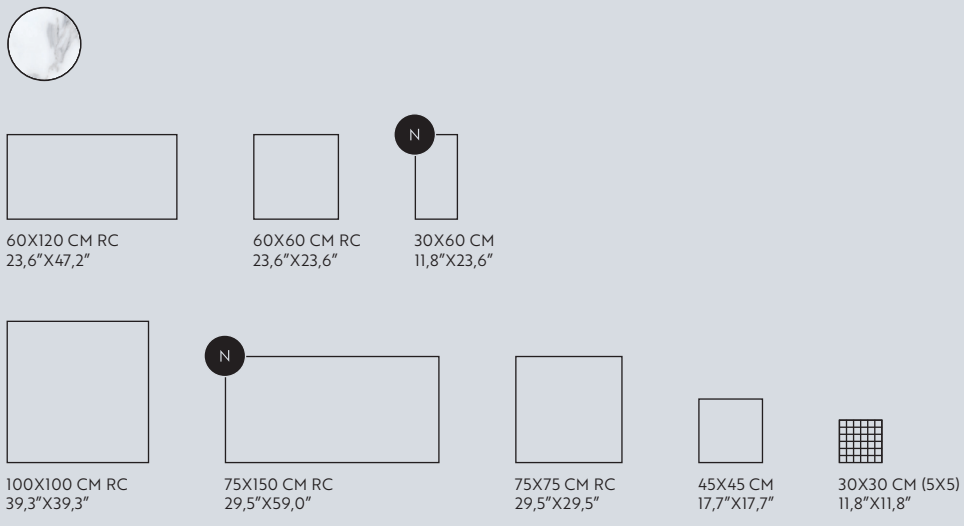 N
60X120 CM RC
23,6”X47,2”
60X60 CM RC
23,6”X23,6”
30X60 CM
11,8”X23,6”
N
100X100 CM RC
39,3”X39,3”
75X150 CM RC
29,5”X59,0”
75X75 CM RC
29,5”X29,5”
45X45 CM
17,7”X17,7”
30X30 CM (5X5)
11,8”X11,8”